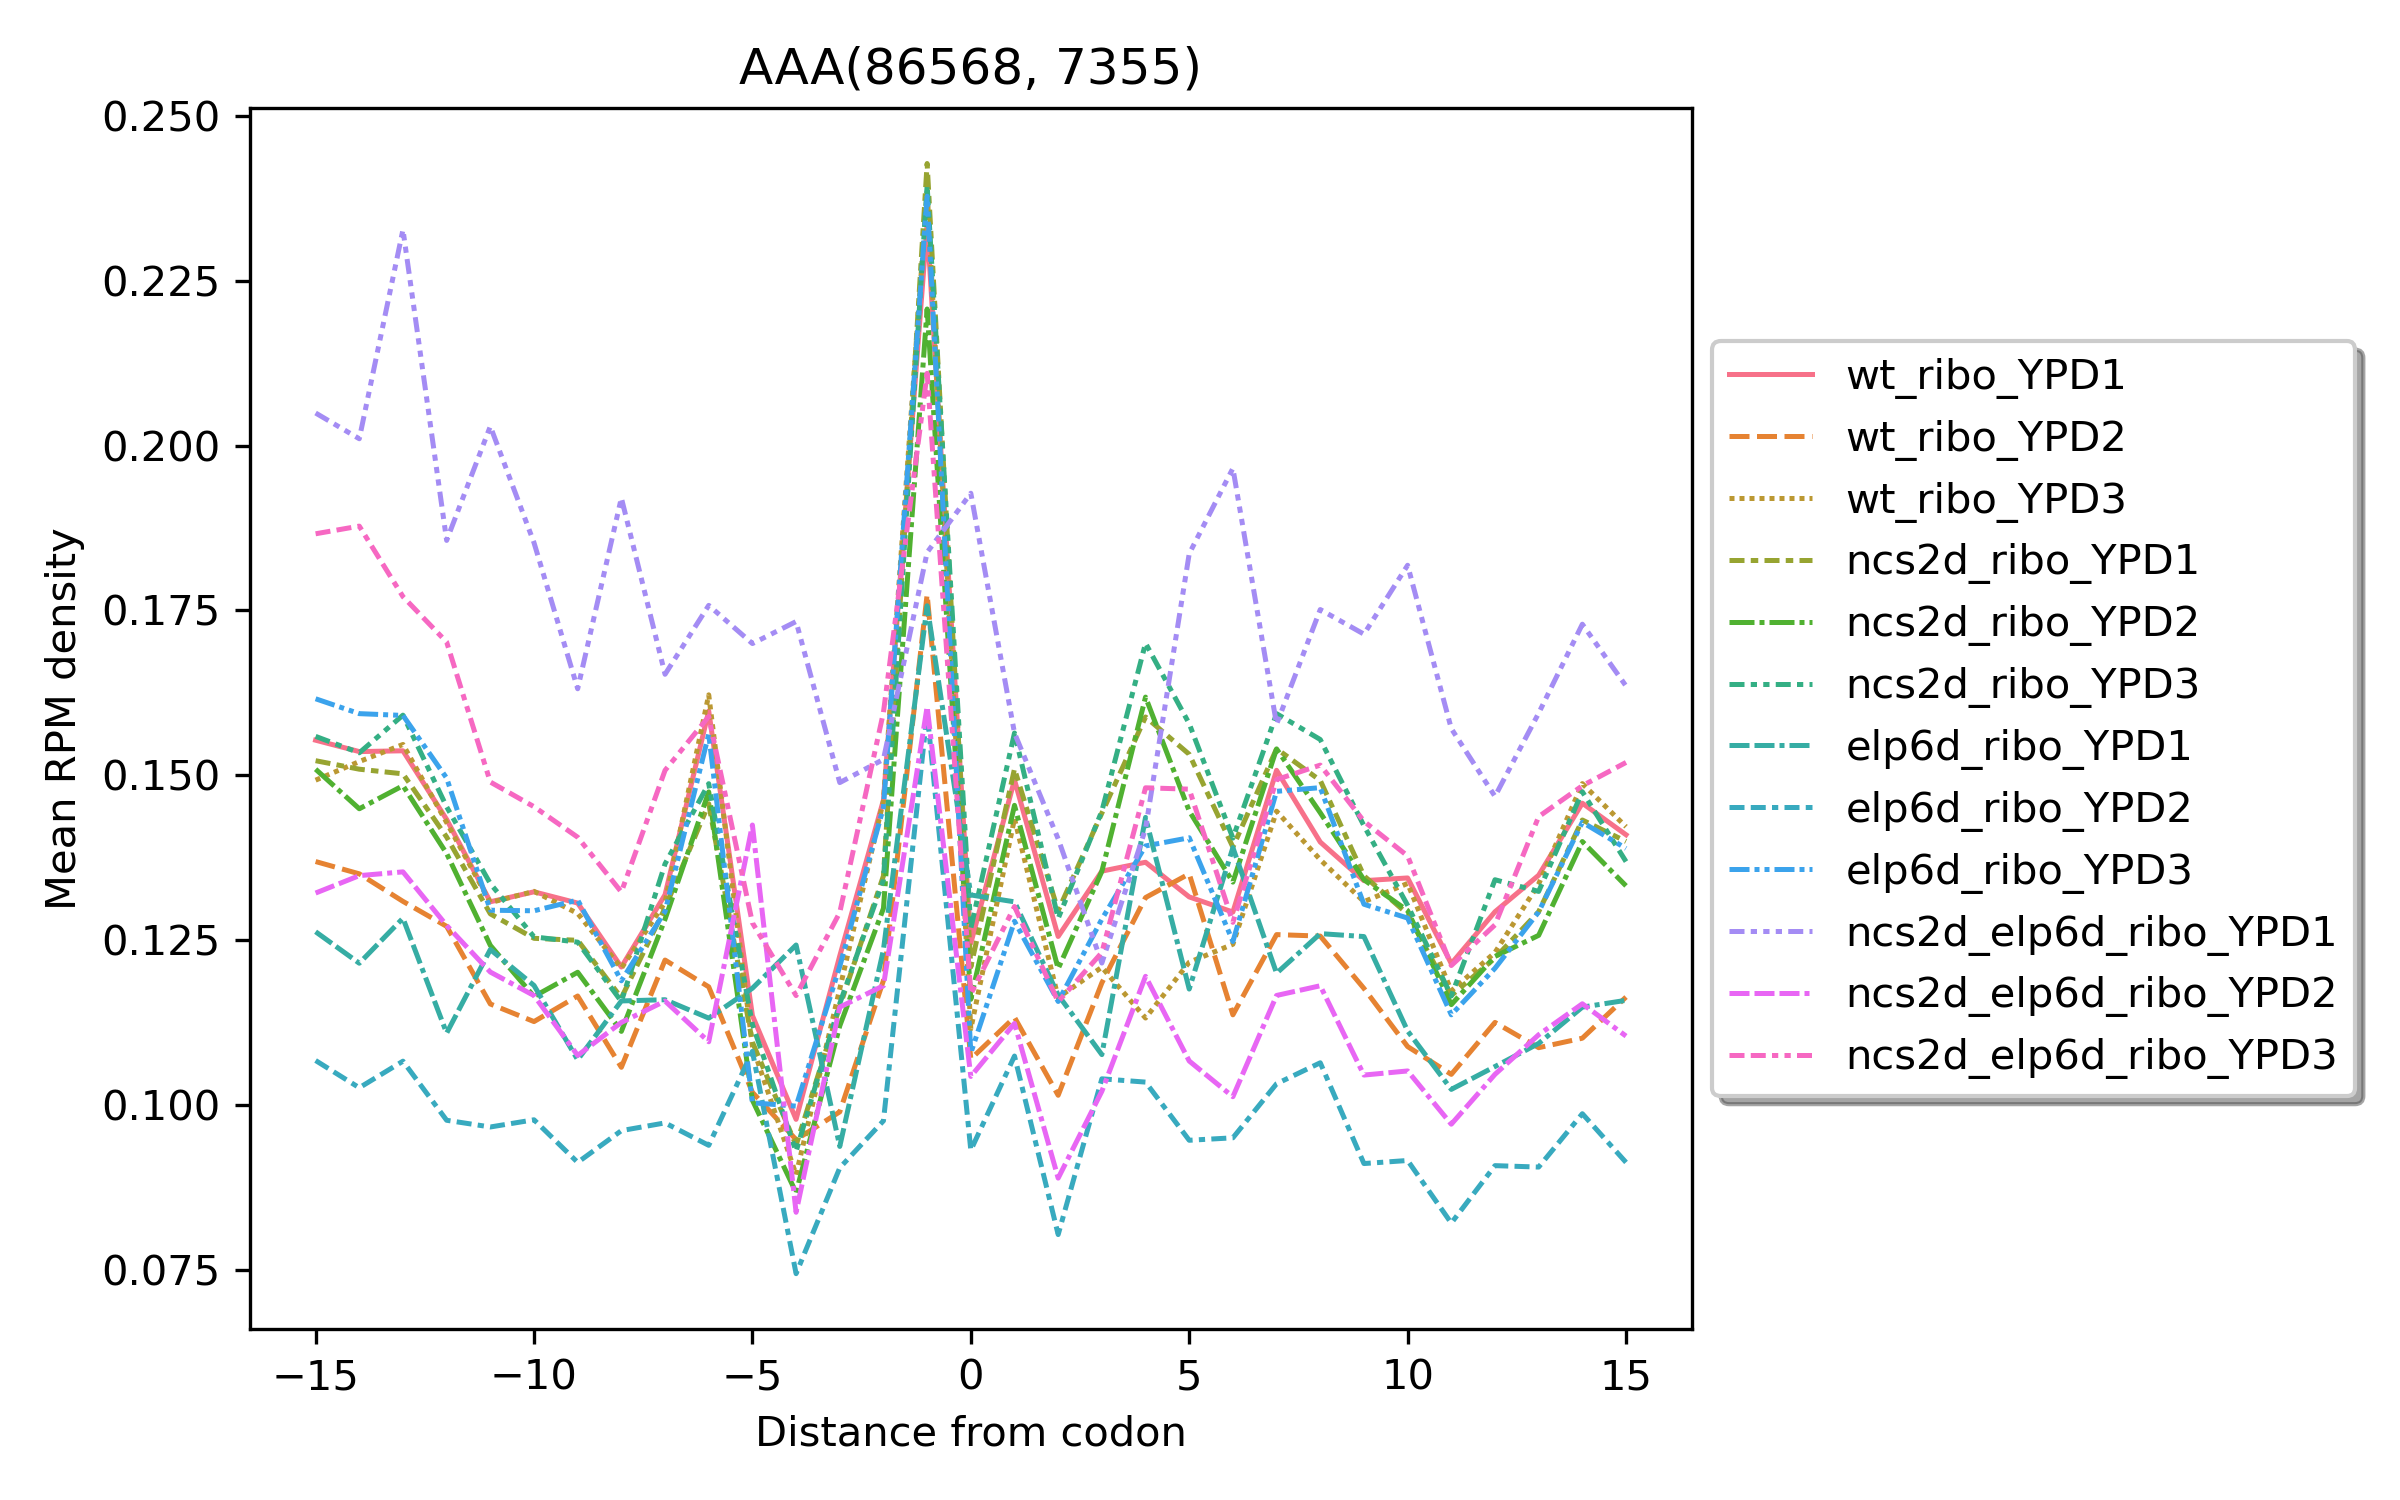 AAA(86568, 7355)
0.250
0.225
0.200
0.175
0.150
0.125
0.100
0.075
Mean RPM density
−15 −10 −5 0 5 10 15
Distance from codon
wt_ribo_YPD1
wt_ribo_YPD2
wt_ribo_YPD3
ncs2d_ribo_YPD1
ncs2d_ribo_YPD2
ncs2d_ribo_YPD3
elp6d_ribo_YPD1
elp6d_ribo_YPD2
elp6d_ribo_YPD3
ncs2d_elp6d_ribo_YPD1
ncs2d_elp6d_ribo_YPD2
ncs2d_elp6d_ribo_YPD3